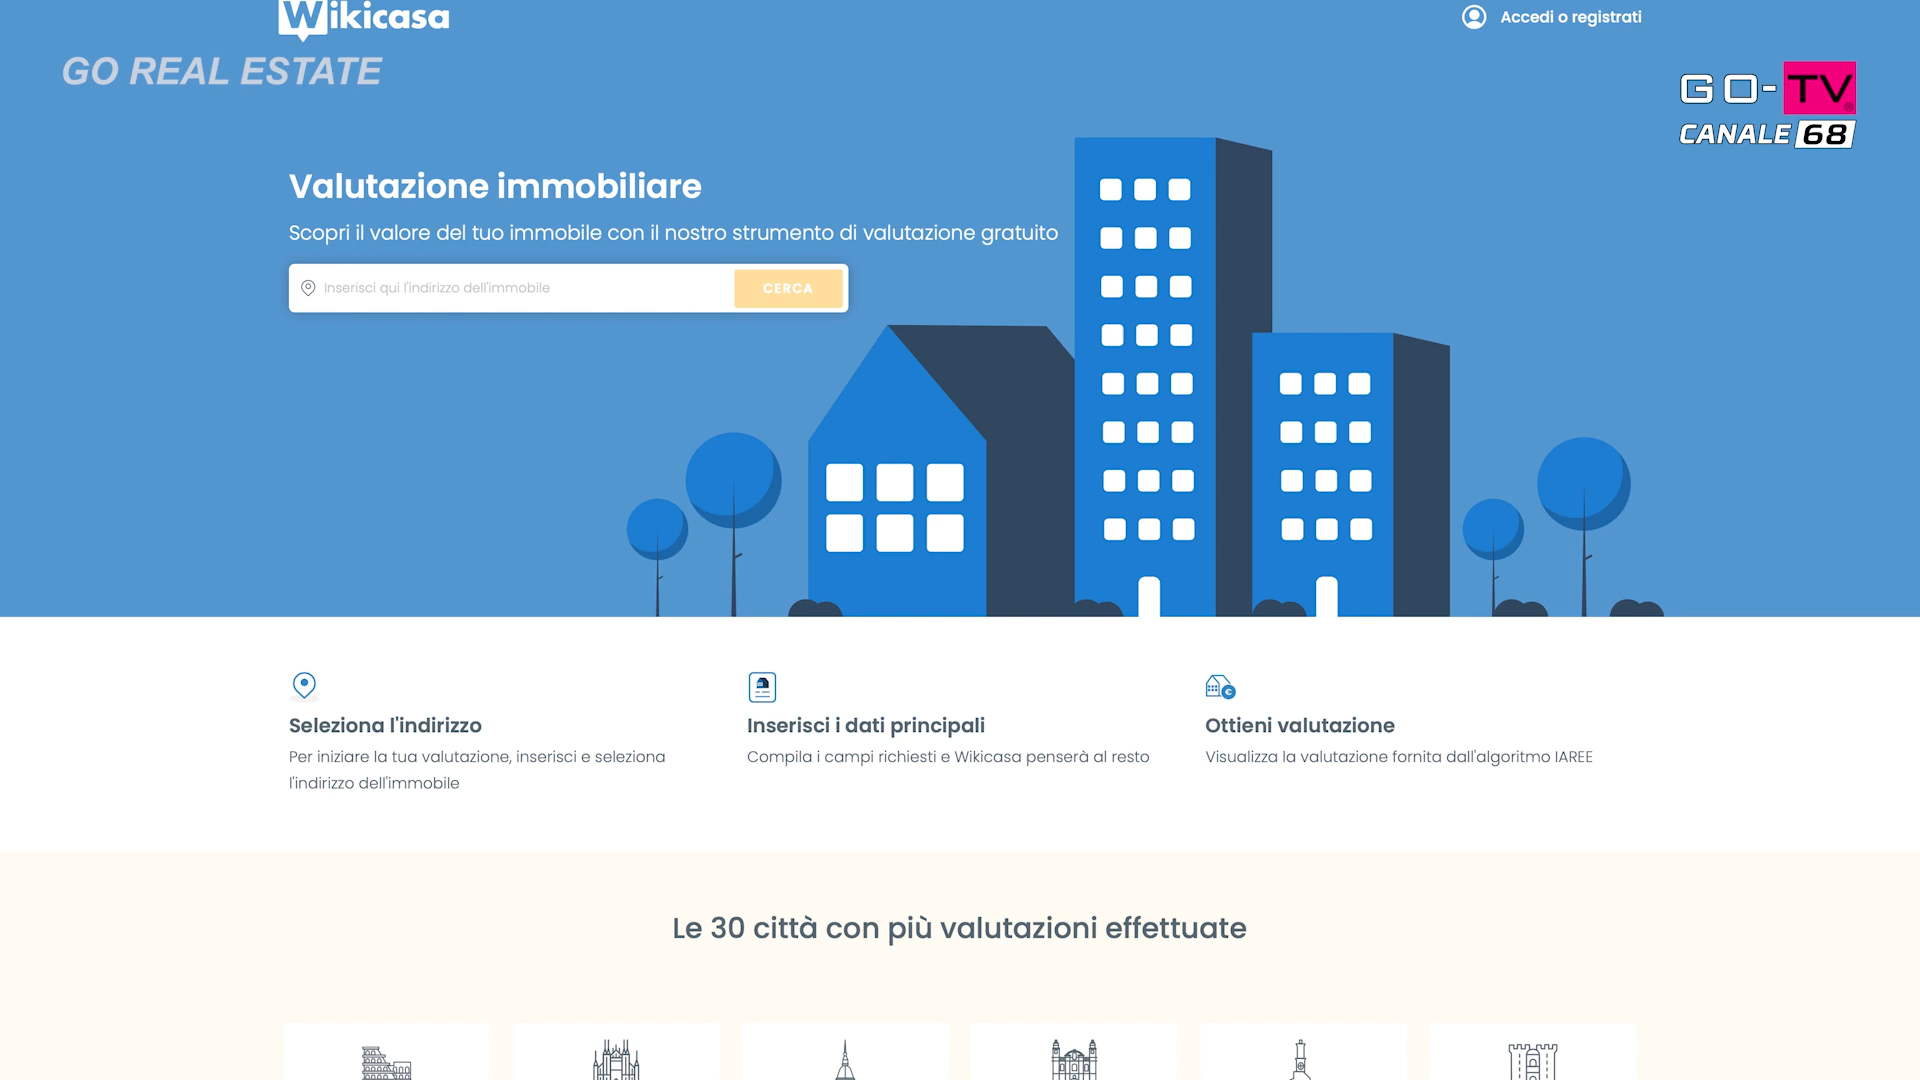 Wikicasa
Accedi o registrati
GO REAL ESTATE
GO-TV
CANALE 68
Valutazione immobiliare
Scopri il valore del tuo immobile con il nostro strumento di valutazione gratuito
Inserisci qui l'indirizzo dell'immobile
CERCA
Seleziona l'indirizzo
Per iniziare la tua valutazione, inserisci e seleziona
l'indirizzo dell'immobile
Inserisci i dati principali
Compila i campi richiesti e Wikicasa penserà al resto
Ottieni valutazione
Visualizza la valutazione fornita dall'algoritmo IAREE
Le 30 città con più valutazioni effettuate